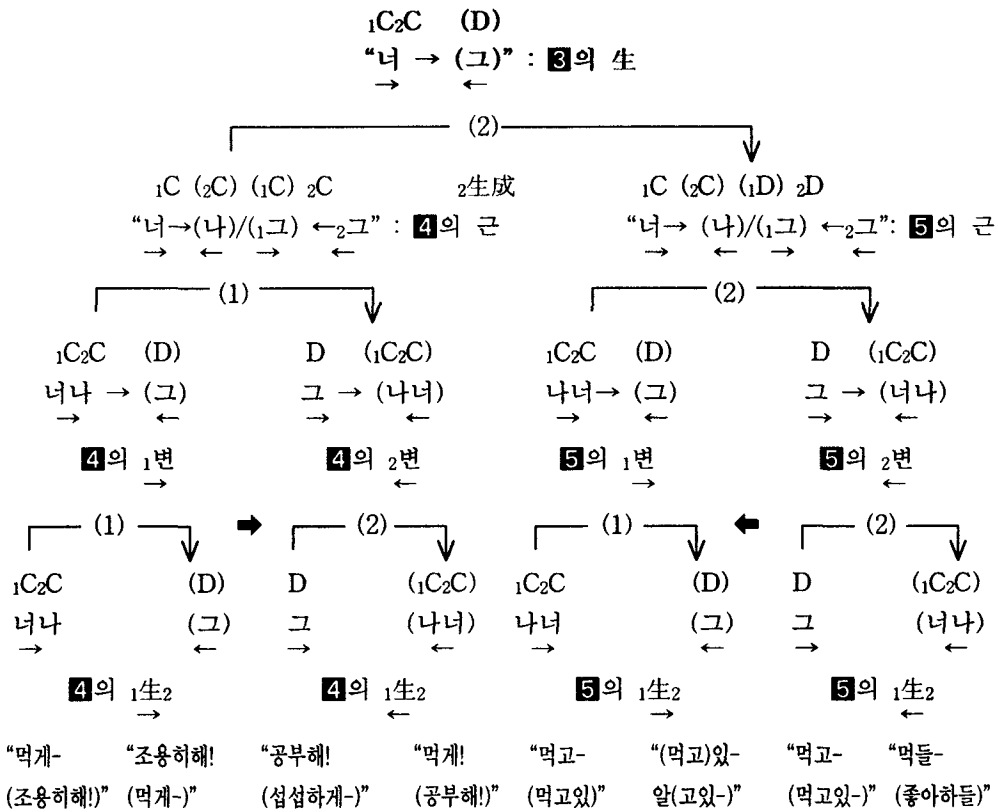 ₁C₂C (D)
“너 → (그)” : 3의 生
→ ←
(2)
₁C (₂C) (₁C) ₂C ₂生成 ₁C (₂C) (₁D) ₂D
“너→(나)/(₁그) ←₂그” : 4의 근 “너→ (나)/(₁그) ←₂그”: 5의 근
→ ← → ← → ← → ←
(1) (2)
₁C₂C (D) D (₁C₂C) ₁C₂C (D) D (₁C₂C)
너나 → (그) 그 → (나너) 나너→ (그) 그 → (너나)
→ ← → ← → ← → ←
4의 ₁변 4의 ₂변 5의 ₁변 5의 ₂변
→ ← → ←
(1) ➡ (2) (1) ⬅ (2)
₁C₂C (D) D (₁C₂C) ₁C₂C (D) D (₁C₂C)
너나 (그) 그 (나너) 나너 (그) 그 (너나)
→ ← → ← → ← → ←
4의 ₁生₂ 4의 ₁生₂ 5의 ₁生₂ 5의 ₁生₂
→ ← → ←
“먹게- “조용히해! “공부해! “먹게! “먹고- “(먹고)있- “먹고- “먹들-
(조용히해!)” (먹게-)” (섭섭하게-)” (공부해!)” (먹고있)” 알(고있-)” (먹고있-)” (좋아하들)”